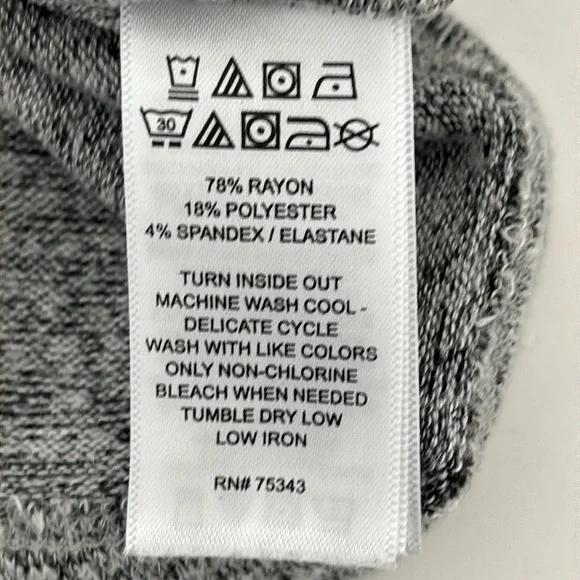 30
78% RAYON
18% POLYESTER
4% SPANDEX / ELASTANE
TURN INSIDE OUT
MACHINE WASH COOL -
DELICATE CYCLE
WASH WITH LIKE COLORS
ONLY NON-CHLORINE
BLEACH WHEN NEEDED
TUMBLE DRY LOW
LOW IRON
RN# 75343